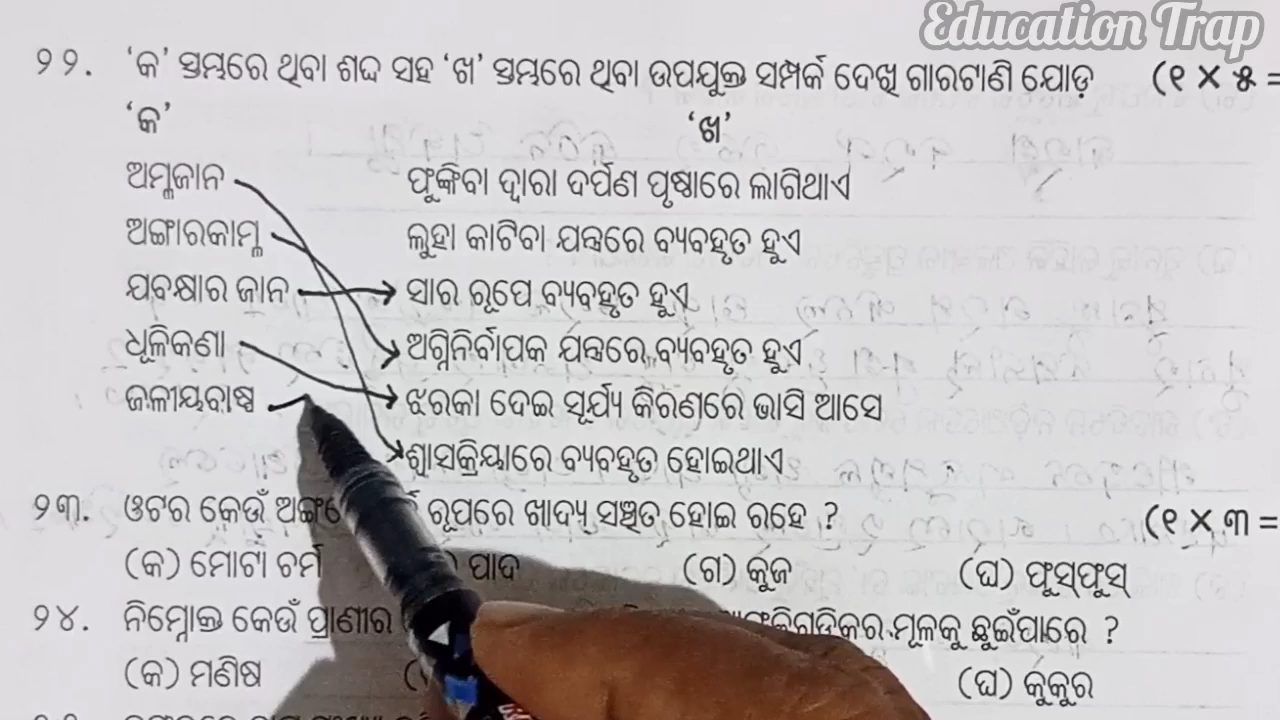 Education Trap
୨୨. ‘କ’ ସ୍ତମ୍ଭରେ ଥିବା ଶବ୍ଦ ସହ ‘ଖ’ ସ୍ତମ୍ଭରେ ଥିବା ଉପଯୁକ୍ତ ସମ୍ପର୍କ ଦେଖି ଗାରଟାଣି ଯୋଡ଼ (୧ × ୫ =
‘କ’ ‘ଖ’
ଅମ୍ଳଜାନ ଫୁଙ୍କିବା ଦ୍ୱାରା ଦର୍ପଣ ପୃଷ୍ଠାରେ ଲାଗିଥାଏ
ଅଙ୍ଗାରକାମ୍ଳ ଲୁହା କାଟିବା ଯନ୍ତ୍ରରେ ବ୍ୟବହୃତ ହୁଏ
ଯବକ୍ଷାର ଜାନ ସାର ରୂପେ ବ୍ୟବହୃତ ହୁଏ
ଧୂଳିକଣା ଅଗ୍ନିନିର୍ବାପକ ଯନ୍ତ୍ରରେ ବ୍ୟବହୃତ ହୁଏ
ଜଳୀୟବାଷ୍ପ ଝରକା ଦେଇ ସୂର୍ଯ୍ୟ କିରଣରେ ଭାସି ଆସେ
ଶ୍ୱାସକ୍ରିୟାରେ ବ୍ୟବହୃତ ହୋଇଥାଏ
୨୩. ଓଟର କେଉଁ ରୂପରେ ଖାଦ୍ୟ ସଞ୍ଚିତ ହୋଇ ରହେ ? (୧ × ୩ =
(କ) ମୋଟା ଚର୍ମ ପାଦ (ଗ) କୁଜ (ଘ) ଫୁସ୍‌ଫୁସ୍
୨୪. ନିମ୍ନୋକ୍ତ କେଉଁ ପ୍ରାଣୀର ମୂଳକୁ ଛୁଇଁପାରେ ?
(କ) ମଣିଷ (ଘ) କୁକୁର